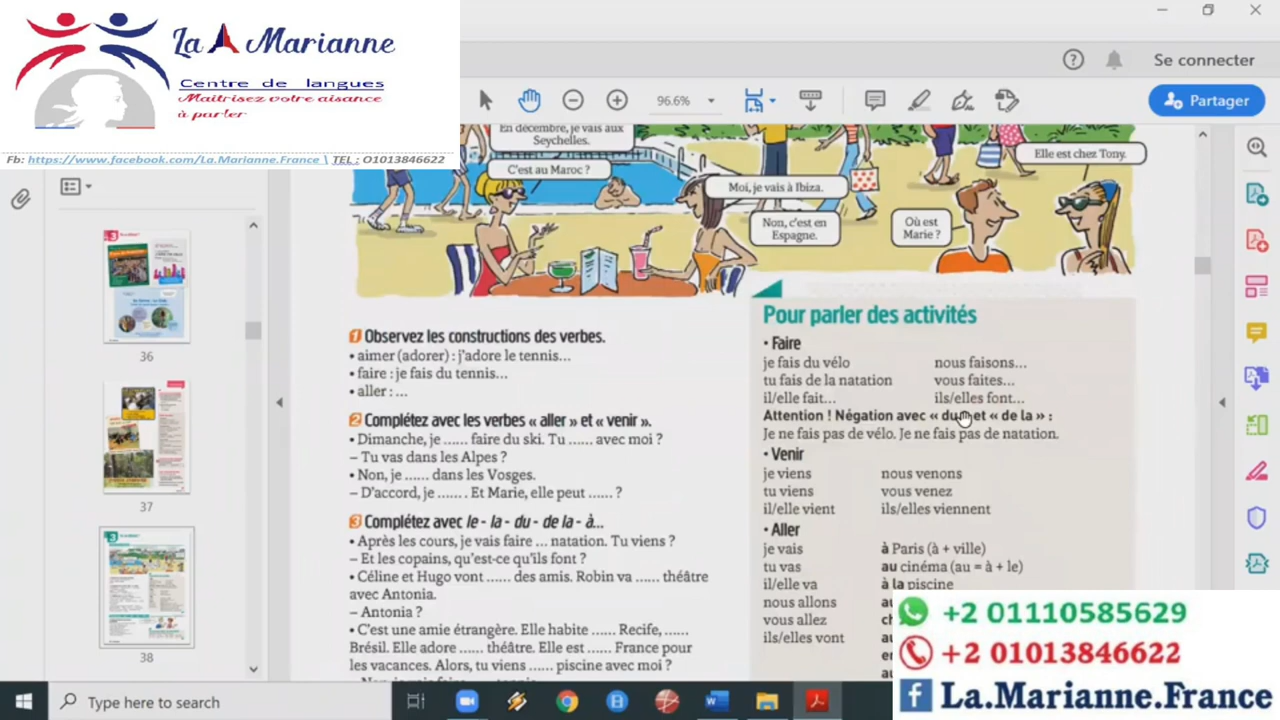 La Marianne
Centre de langues
Maîtrisez votre aisance
à parler
Fb: https://www.facebook.com/La.Marianne.France \ TEL : 01013846622
Se connecter
96.6%
Partager
En décembre, je vais aux
Seychelles.
C'est au Maroc ?
Moi, je vais à Ibiza.
Non, c'est en
Espagne.
Où est
Marie ?
Elle est chez Tony.
36
37
38
1 Observez les constructions des verbes.
• aimer (adorer) : j'adore le tennis…
• faire : je fais du tennis…
• aller : …
2 Complétez avec les verbes « aller » et « venir ».
• Dimanche, je ...... faire du ski. Tu ...... avec moi ?
– Tu vas dans les Alpes ?
• Non, je ...... dans les Vosges.
– D'accord, je ...... . Et Marie, elle peut ...... ?
3 Complétez avec le - la - du - de la - à…
• Après les cours, je vais faire ... natation. Tu viens ?
– Et les copains, qu'est-ce qu'ils font ?
• Céline et Hugo vont ...... des amis. Robin va ...... théâtre
avec Antonia.
– Antonia ?
• C'est une amie étrangère. Elle habite ...... Recife, ......
Brésil. Elle adore ...... théâtre. Elle est ...... France pour
les vacances. Alors, tu viens ...... piscine avec moi ?
Pour parler des activités
• Faire
je fais du vélo nous faisons…
tu fais de la natation vous faites…
il/elle fait… ils/elles font…
Attention ! Négation avec « du » et « de la » :
Je ne fais pas de vélo. Je ne fais pas de natation.
• Venir
je viens nous venons
tu viens vous venez
il/elle vient ils/elles viennent
• Aller
je vais à Paris (à + ville)
tu vas au cinéma (au = à + le)
il/elle va à la piscine
nous allons
vous allez
ils/elles vont
+2 01110585629
+2 01013846622
La.Marianne.France
Type here to search